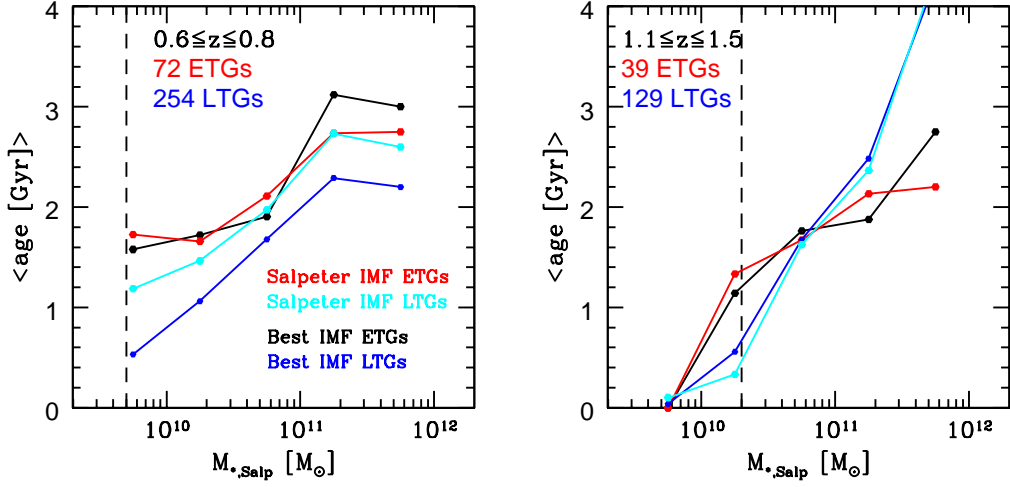 0.6≤z≤0.8
72 ETGs
254 LTGs
Salpeter IMF ETGs
Salpeter IMF LTGs
Best IMF ETGs
Best IMF LTGs
<age [Gyr]>
4
3
2
1
0
10^10 10^11 10^12
M*,Salp [M⊙]
1.1≤z≤1.5
39 ETGs
129 LTGs
<age [Gyr]>
4
3
2
1
0
10^10 10^11 10^12
M*,Salp [M⊙]